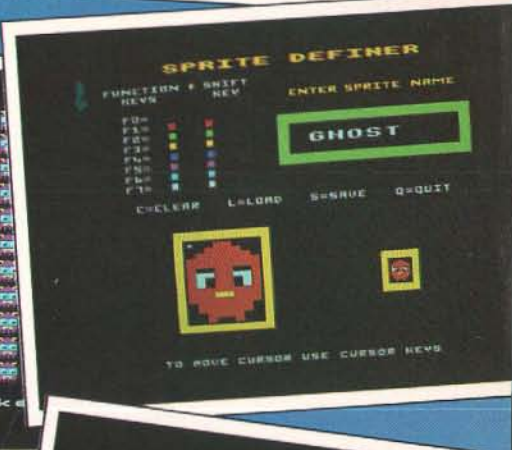 SPRITE DEFINER
FUNCTION + SHIFT
KEYS KEY
ENTER SPRITE NAME
F0=
F1=
F2=
F3=
F4=
F5=
F6=
F7=
GHOST
C=CLEAR L=LOAD S=SAVE Q=QUIT
TO MOVE CURSOR USE CURSOR KEYS